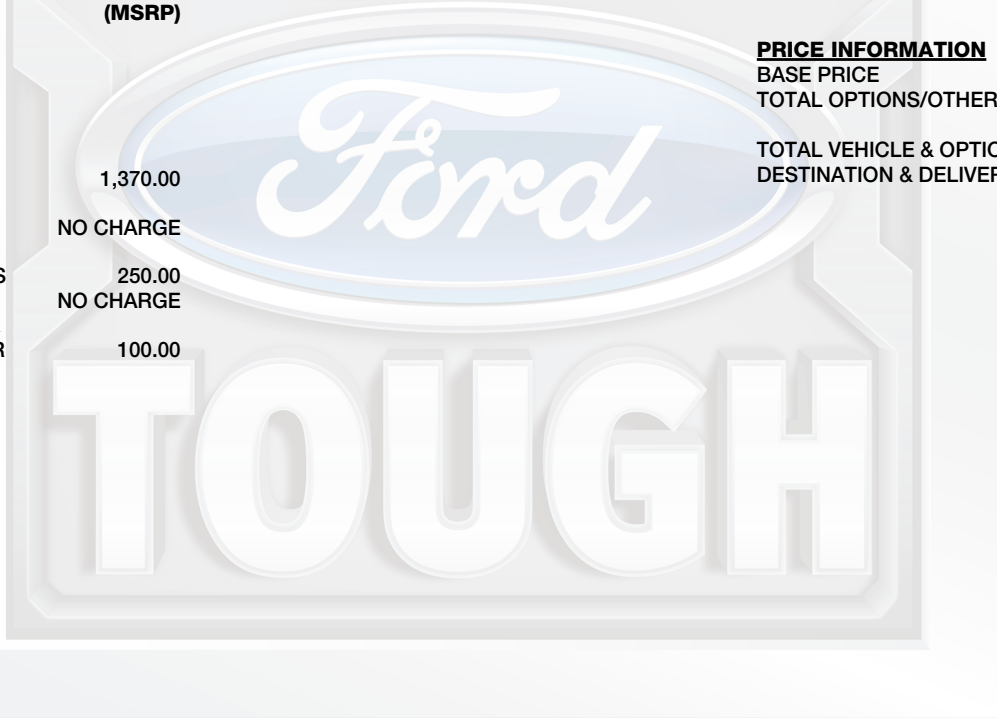 (MSRP)
1,370.00
NO CHARGE
S 250.00
NO CHARGE
R 100.00
PRICE INFORMATION
BASE PRICE
TOTAL OPTIONS/OTHER
TOTAL VEHICLE & OPTIO
DESTINATION & DELIVER
Ford
TOUGH